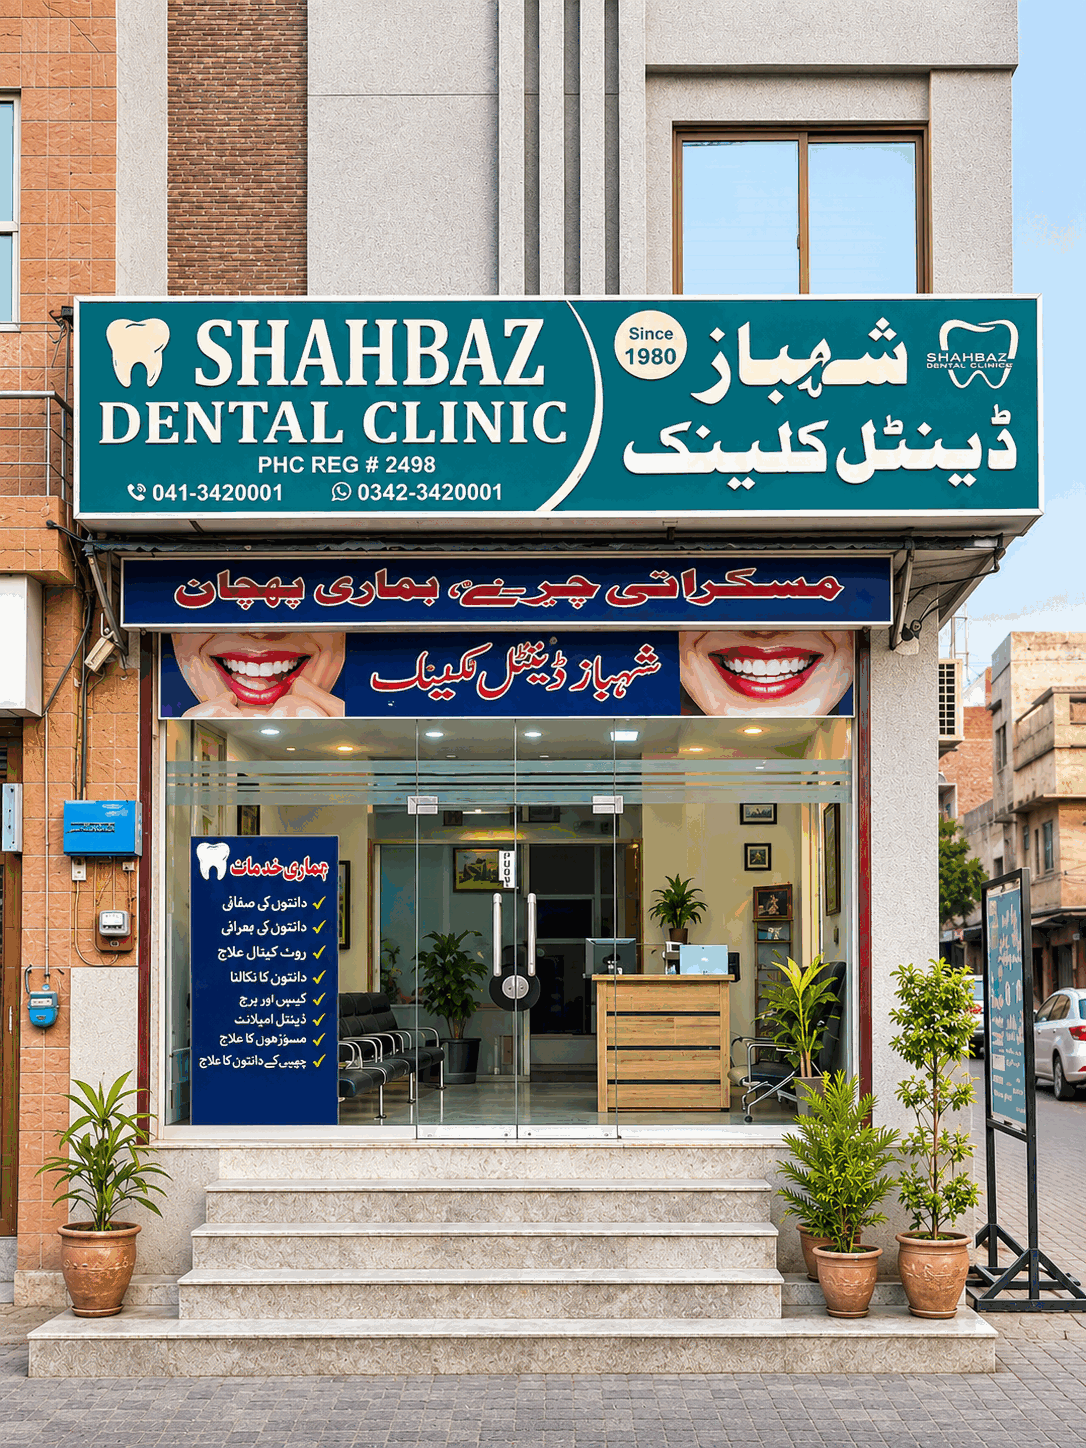 SHAHBAZ
DENTAL CLINIC
PHC REG # 2498
041-3420001
0342-3420001
Since
1980
شہباز
ڈینٹل کلینک
SHAHBAZ
DENTAL CLINICS
مسکراتی چہرے، ہماری پہچان
شہباز ڈینٹل کلینک
ہماری خدمات
دانتوں کی صفائی
دانتوں کی بھرائی
روٹ کینال علاج
دانتوں کا نکالنا
کیپس اور برج
ڈینٹل امپلانٹ
مسوڑھوں کا علاج
کے دانتوں کا علاج